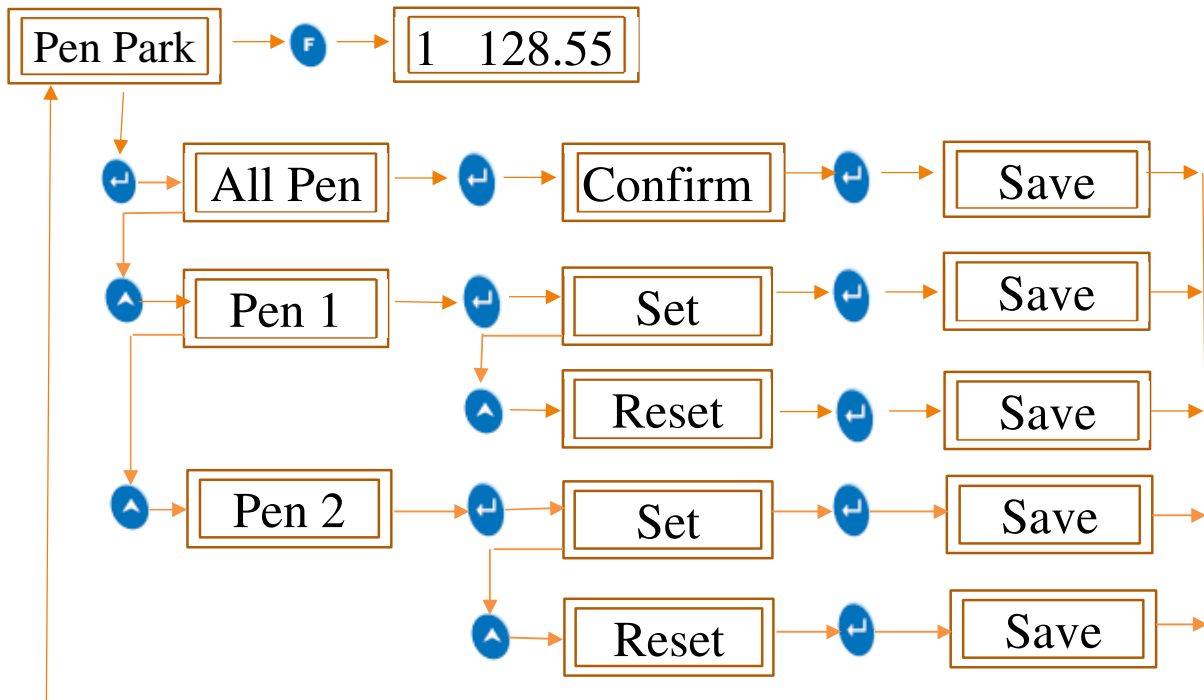 Pen Park F 1 128.55
All Pen Confirm Save
Pen 1 Set Save
Reset Save
Pen 2 Set Save
Reset Save